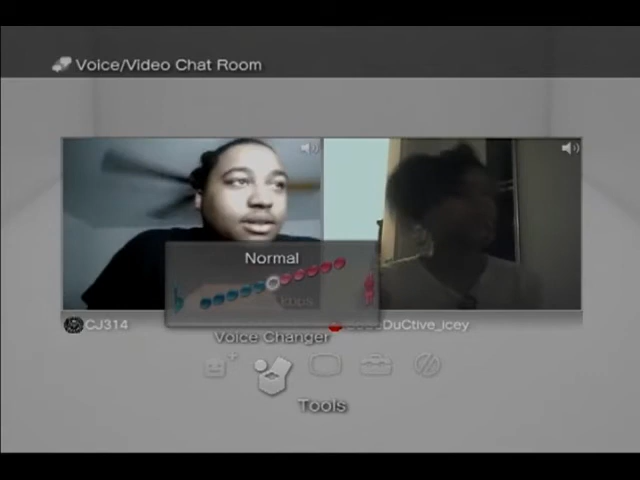 Voice/Video Chat Room
Normal
CJ314
DuCtive_icey
Voice Changer
Tools